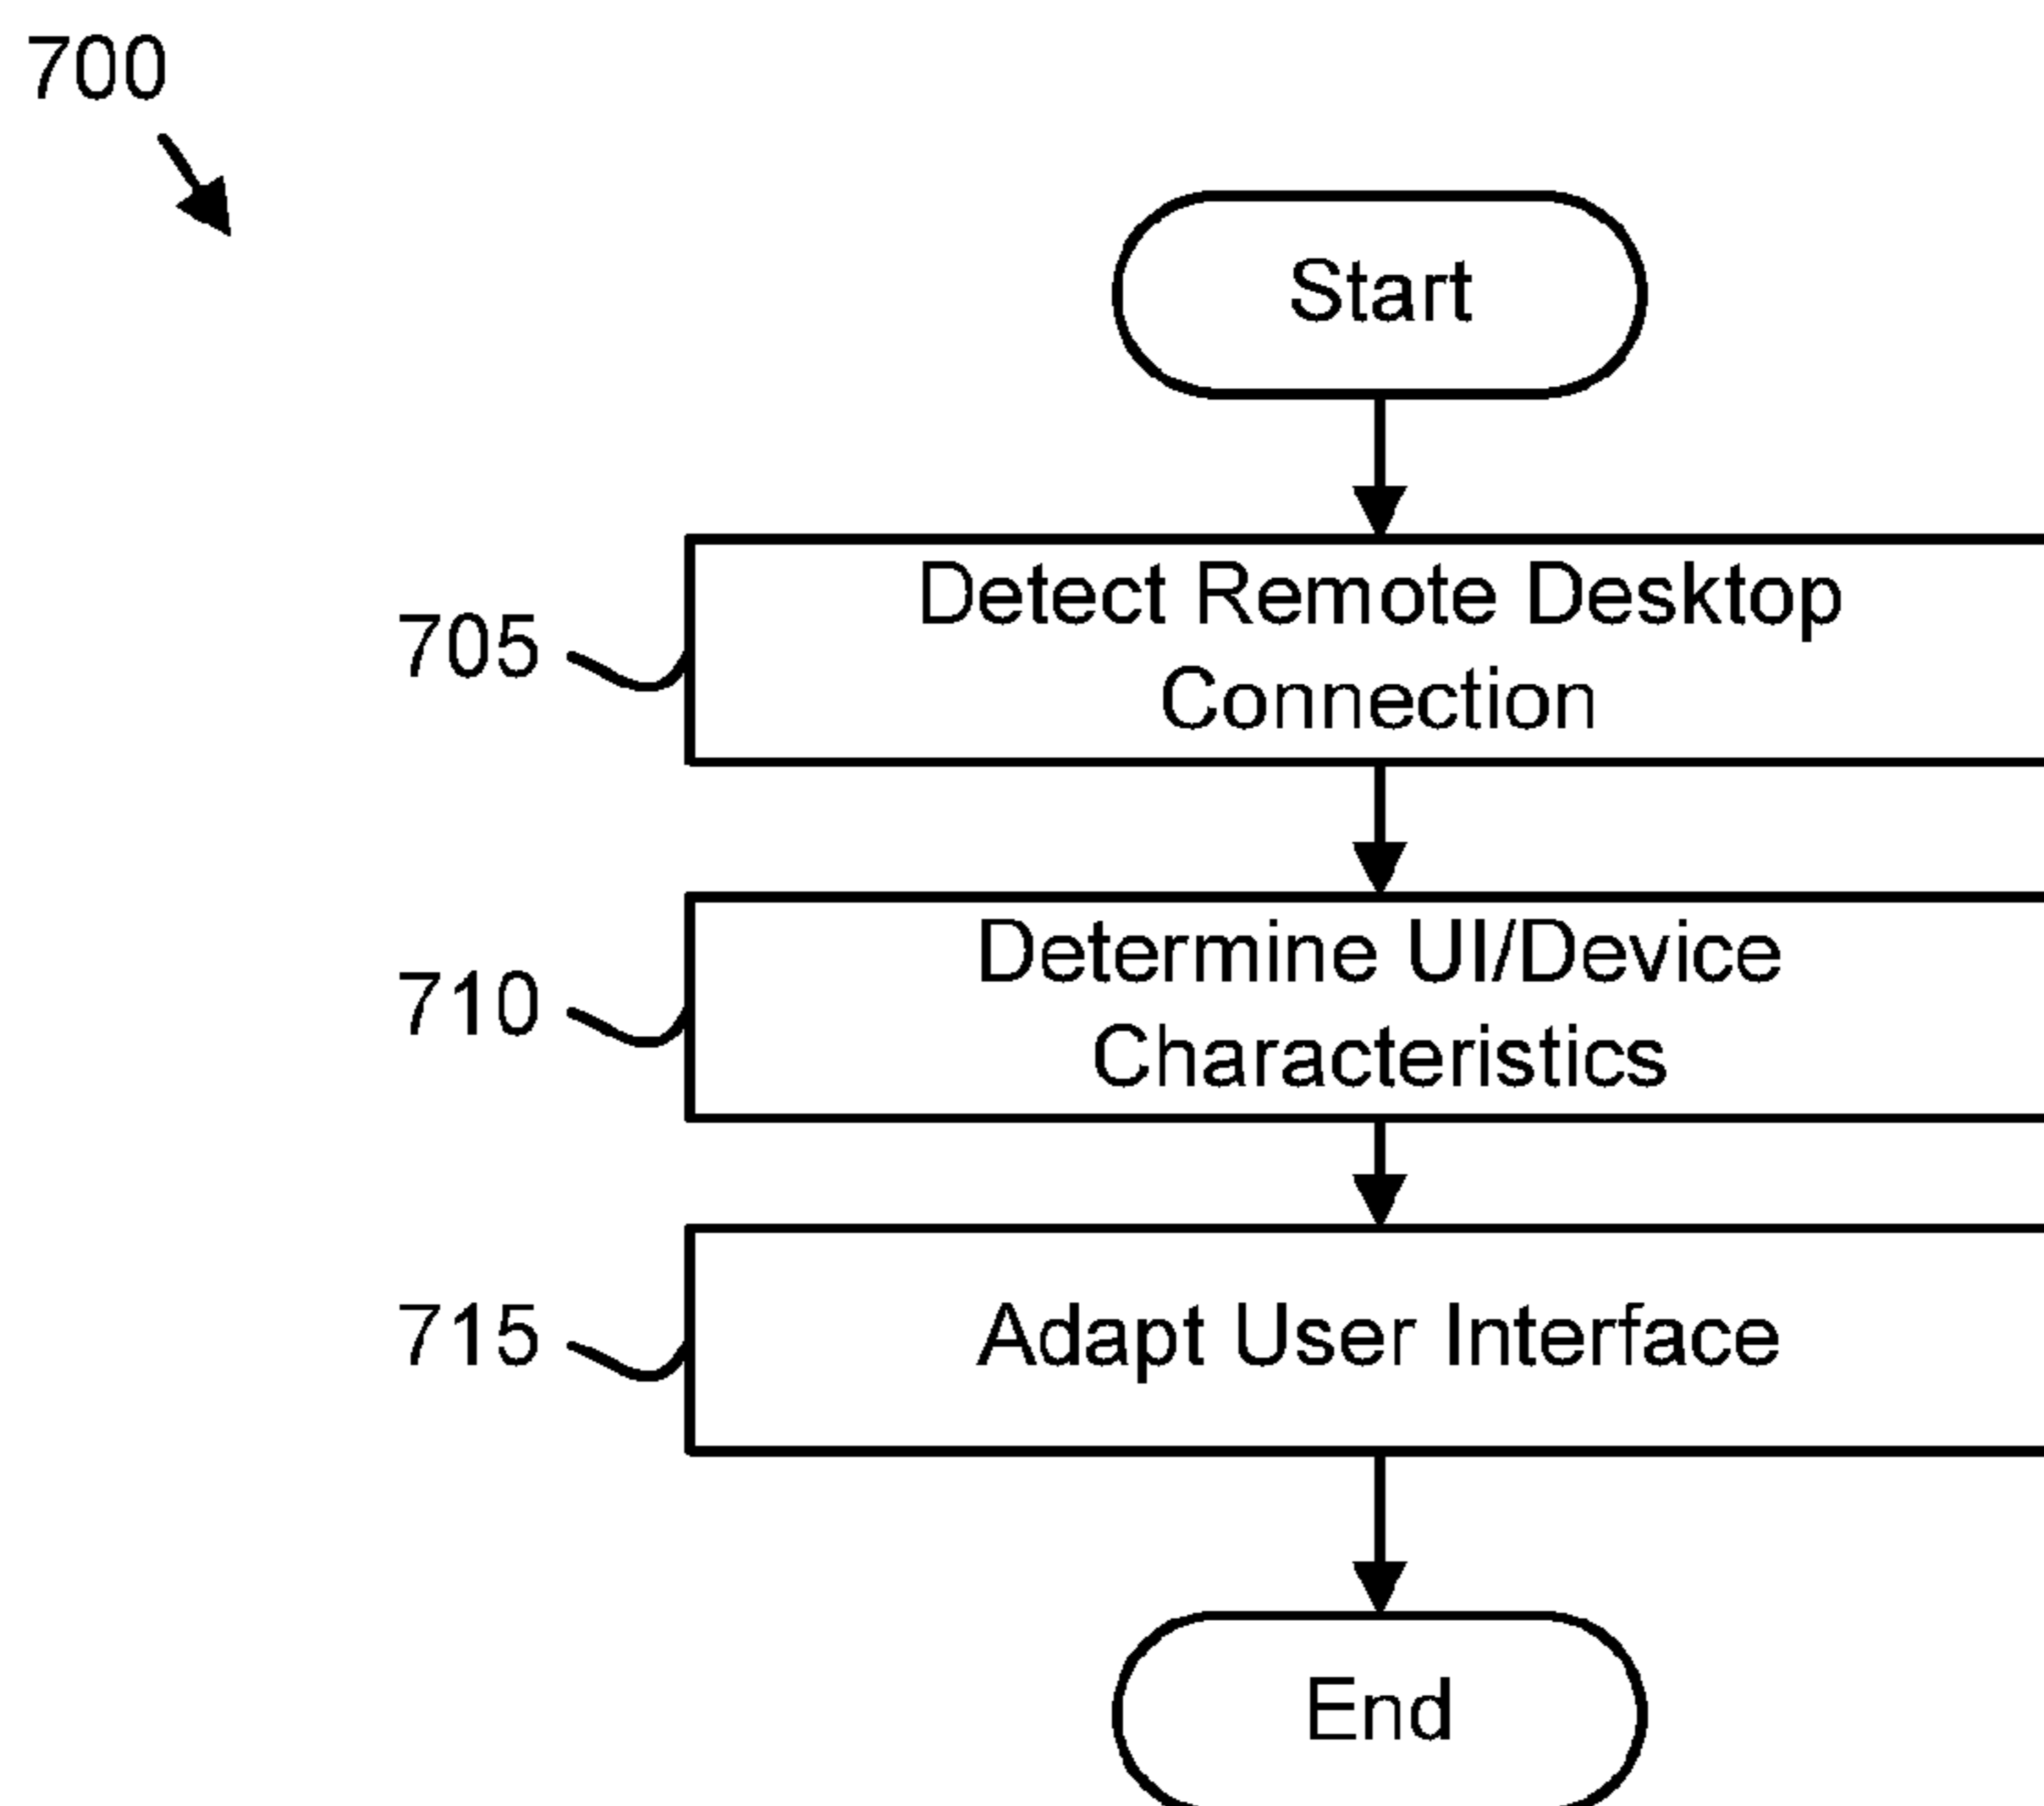 700
Start
705
Detect Remote Desktop
Connection
710
Determine UI/Device
Characteristics
715
Adapt User Interface
End